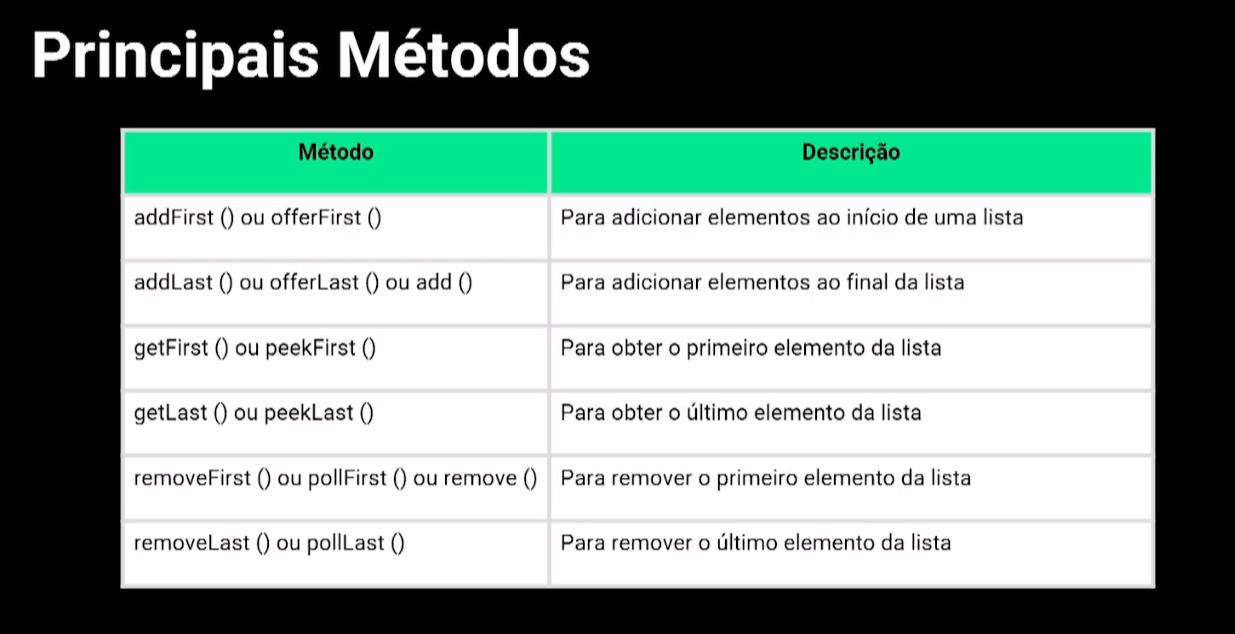 Principais Métodos
Método Descrição
addFirst () ou offerFirst () Para adicionar elementos ao início de uma lista
addLast () ou offerLast () ou add () Para adicionar elementos ao final da lista
getFirst () ou peekFirst () Para obter o primeiro elemento da lista
getLast () ou peekLast () Para obter o último elemento da lista
removeFirst () ou pollFirst () ou remove () Para remover o primeiro elemento da lista
removeLast () ou pollLast () Para remover o último elemento da lista